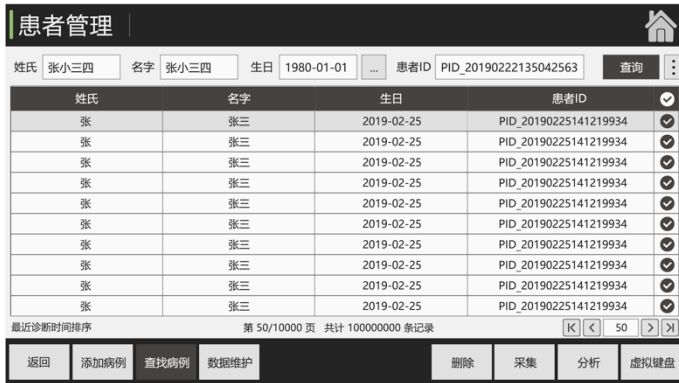 患者管理
姓氏 张小三四 名字 张小三四 生日 1980-01-01 ... 患者ID PID_20190222135042563 查询
姓氏 名字 生日 患者ID
张 张三 2019-02-25 PID_20190225141219934
张 张三 2019-02-25 PID_20190225141219934
张 张三 2019-02-25 PID_20190225141219934
张 张三 2019-02-25 PID_20190225141219934
张 张三 2019-02-25 PID_20190225141219934
张 张三 2019-02-25 PID_20190225141219934
张 张三 2019-02-25 PID_20190225141219934
张 张三 2019-02-25 PID_20190225141219934
张 张三 2019-02-25 PID_20190225141219934
张 张三 2019-02-25 PID_20190225141219934
最近诊断时间排序 第 50/10000 页 共计 100000000 条记录 50
返回 添加病例 查找病例 数据维护 删除 采集 分析 虚拟键盘